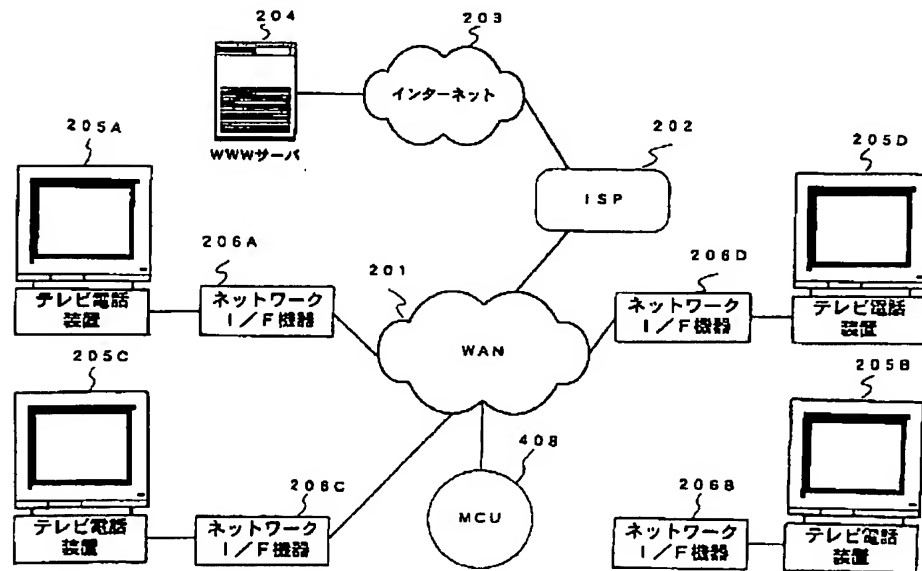 204
203
インターネット
205A
WWWサーバ
202
205D
ISP
206A
201
206D
テレビ電話
装置
ネットワーク
I/F機器
WAN
ネットワーク
I/F機器
テレビ電話
装置
205C
205B
408
206C
MCU
206B
テレビ電話
装置
ネットワーク
I/F機器
ネットワーク
I/F機器
テレビ電話
装置